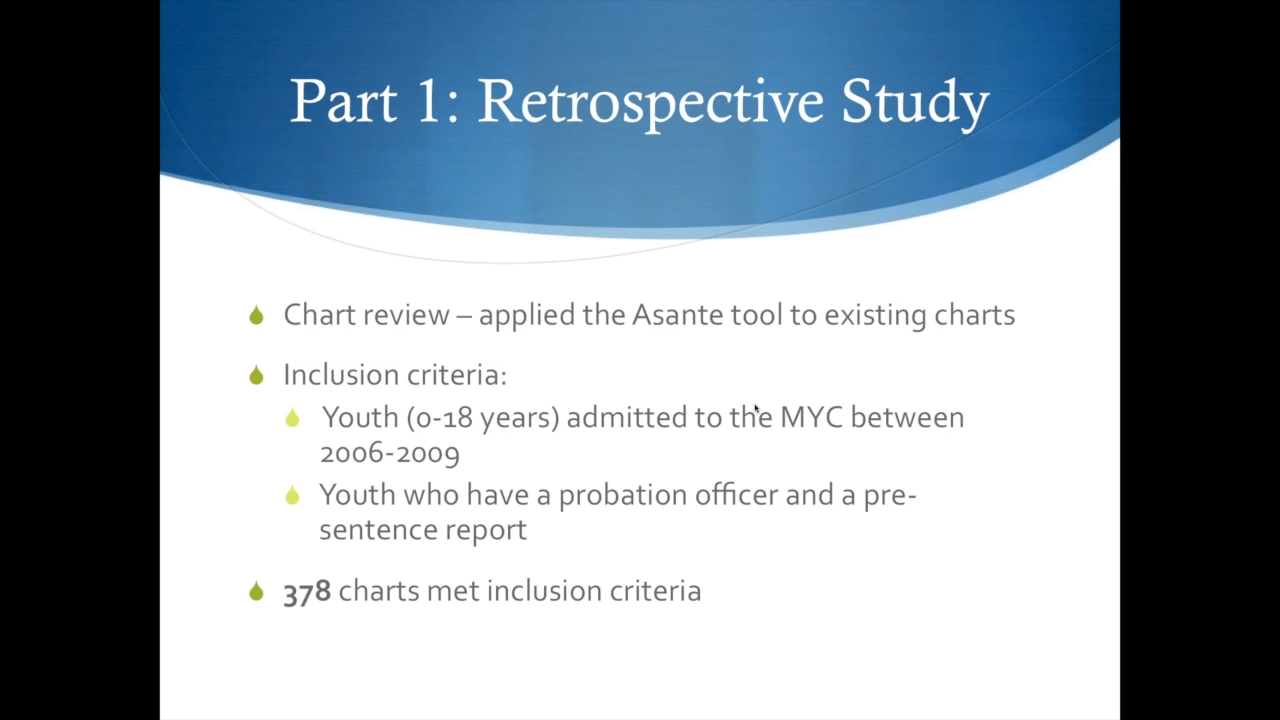 Part 1: Retrospective Study
Chart review – applied the Asante tool to existing charts
Inclusion criteria:
Youth (0-18 years) admitted to the MYC between
2006-2009
Youth who have a probation officer and a pre-
sentence report
378 charts met inclusion criteria